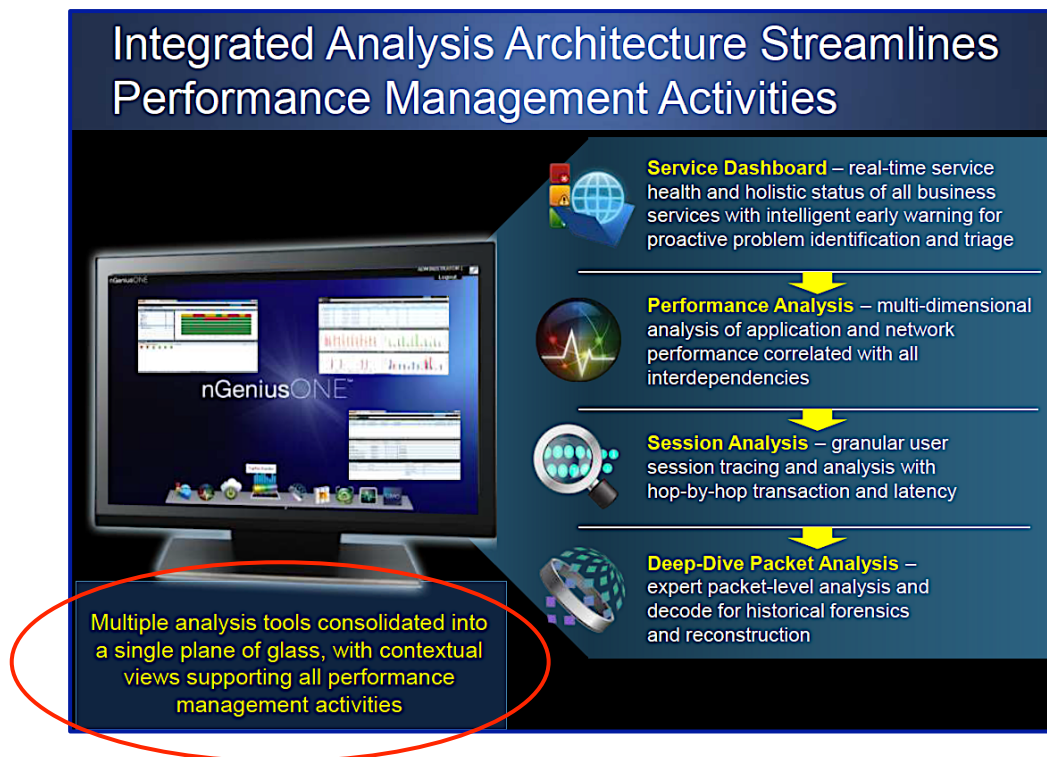 Integrated Analysis Architecture Streamlines
Performance Management Activities
Service Dashboard – real-time service
health and holistic status of all business
services with intelligent early warning for
proactive problem identification and triage
Performance Analysis – multi-dimensional
analysis of application and network
performance correlated with all
interdependencies
Session Analysis – granular user
session tracing and analysis with
hop-by-hop transaction and latency
Deep-Dive Packet Analysis –
expert packet-level analysis and
decode for historical forensics
and reconstruction
nGeniusONE
Logout
nGeniusONE
Multiple analysis tools consolidated into
a single plane of glass, with contextual
views supporting all performance
management activities